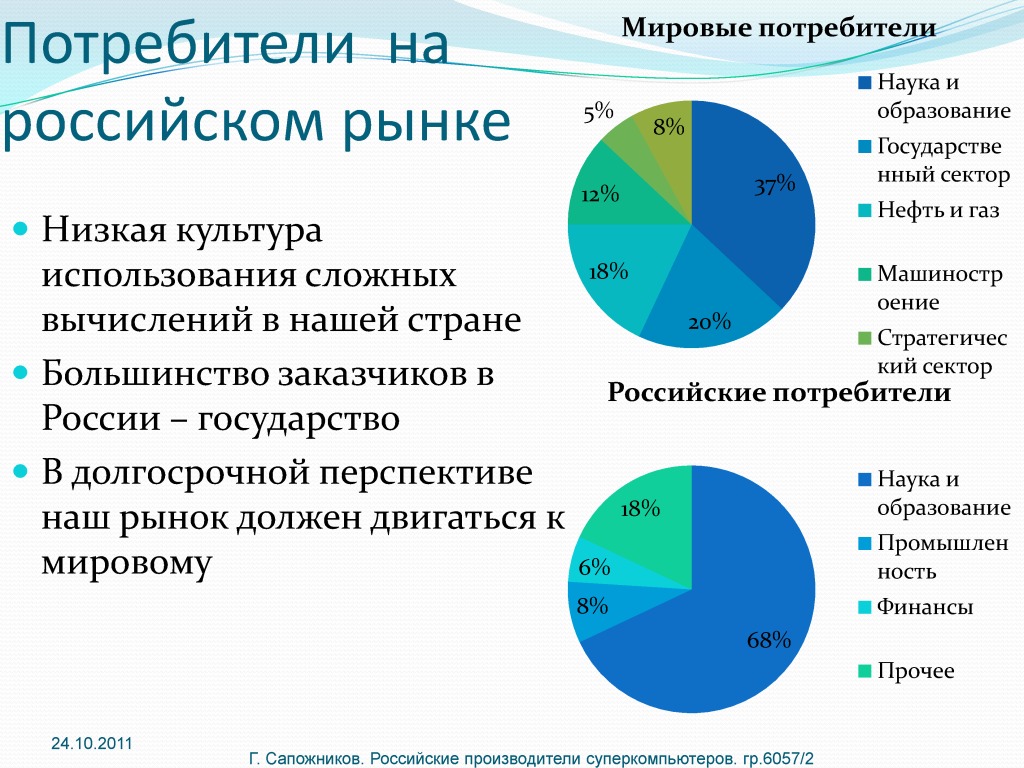 Потребители на
российском рынке
• Низкая культура
использования сложных
вычислений в нашей стране
• Большинство заказчиков в
России – государство
• В долгосрочной перспективе
наш рынок должен двигаться к
мировому
Мировые потребители
5%
8%
37%
12%
18%
20%
Наука и
образование
Государстве
нный сектор
Нефть и газ
Машиностр
оение
Стратегичес
кий сектор
Российские потребители
18%
6%
8%
68%
Наука и
образование
Промышлен
ность
Финансы
Прочее
24.10.2011
Г. Сапожников. Российские производители суперкомпьютеров. гр.6057/2